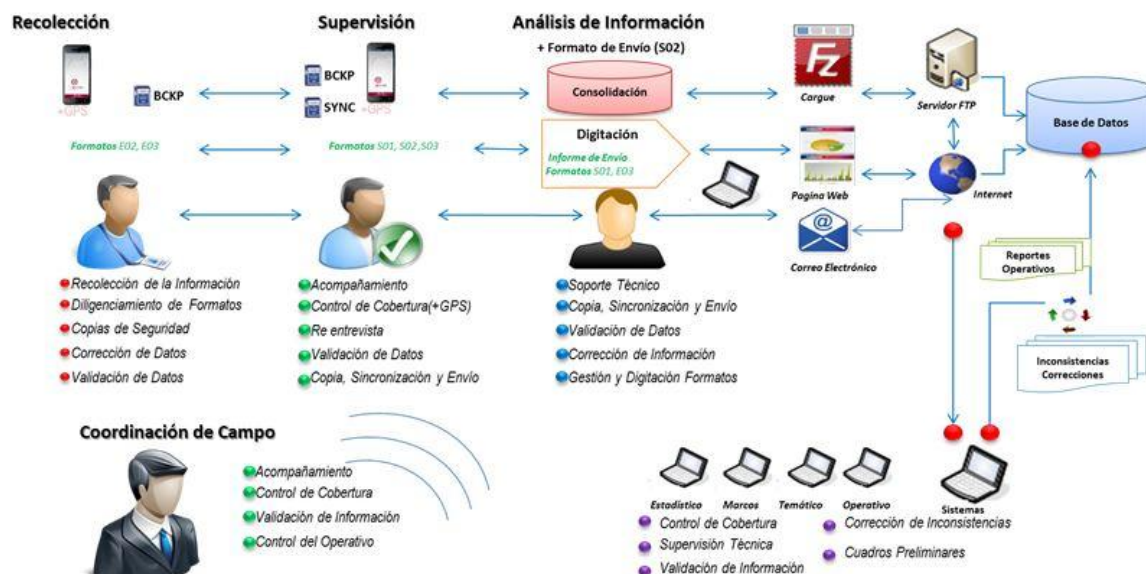 Recolección
Supervisión
Análisis de Información
+ Formato de Envío (S02)
BCKP
+GPS
BCKP
SYNC
+GPS
Consolidación
Fz
Cargue
Servidor FTP
Base de Datos
Formatos E02, E03
Formatos S01, S02, S03
Digitación
Informe de Envío
Formatos S01, E03
Pagina Web
Internet
@
Correo Electrónico
Recolección de la Información
Diligenciamiento de Formatos
Copias de Seguridad
Corrección de Datos
Validación de Datos
Acompañamiento
Control de Cobertura(+GPS)
Re entrevista
Validación de Datos
Copia, Sincronización y Envío
Soporte Técnico
Copia, Sincronización y Envío
Validación de Datos
Corrección de Información
Gestión y Digitación Formatos
Reportes
Operativos
Inconsistencias
Correcciones
Coordinación de Campo
Acompañamiento
Control de Cobertura
Validación de Información
Control del Operativo
Estadístico
Marcos
Temático
Operativo
Sistemas
Control de Cobertura
Supervisión Tècnica
Validación de Información
Corrección de Inconsistencias
Cuadros Preliminares